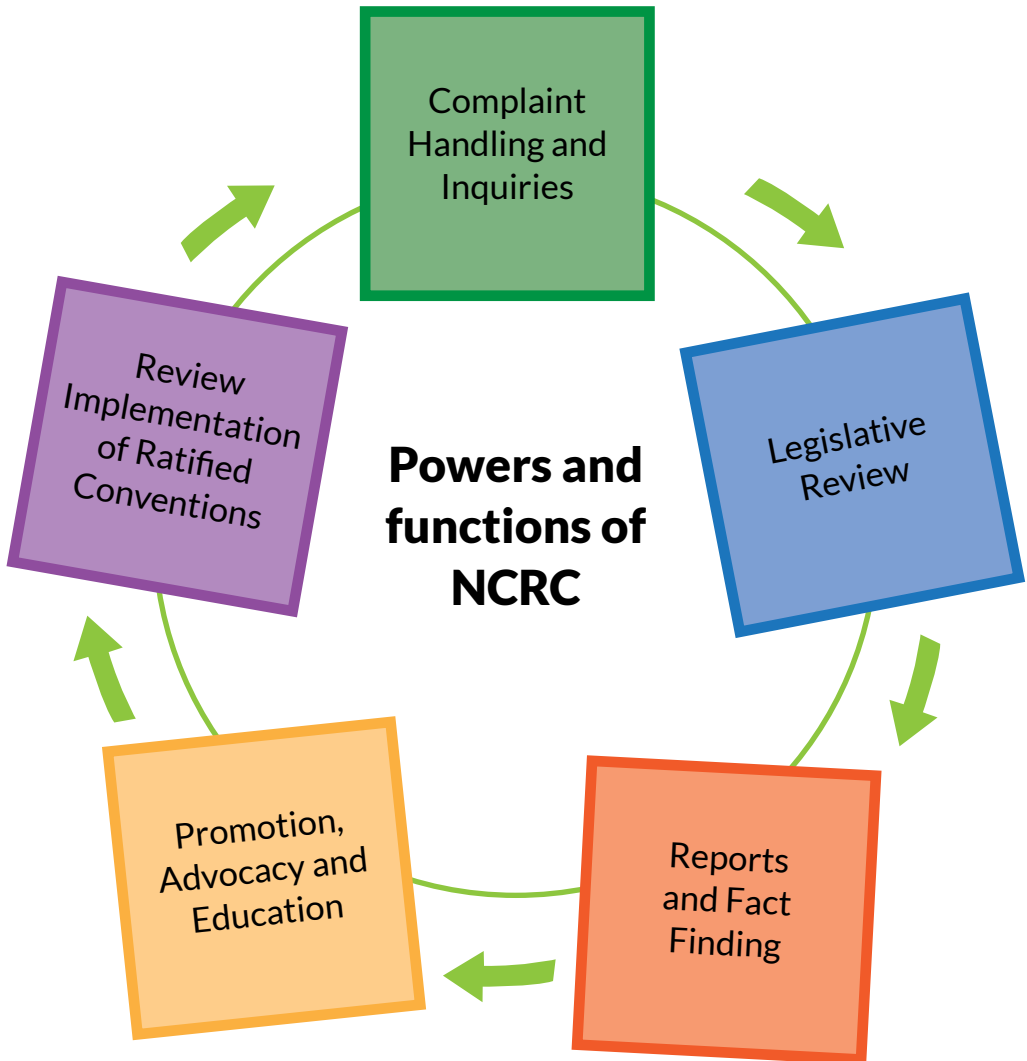 Complaint
Handling and
Inquiries
Legislative
Review
Reports
and Fact
Finding
Promotion,
Advocacy and
Education
Review
Implementation
of Ratified
Conventions
Powers and
functions of
NCRC